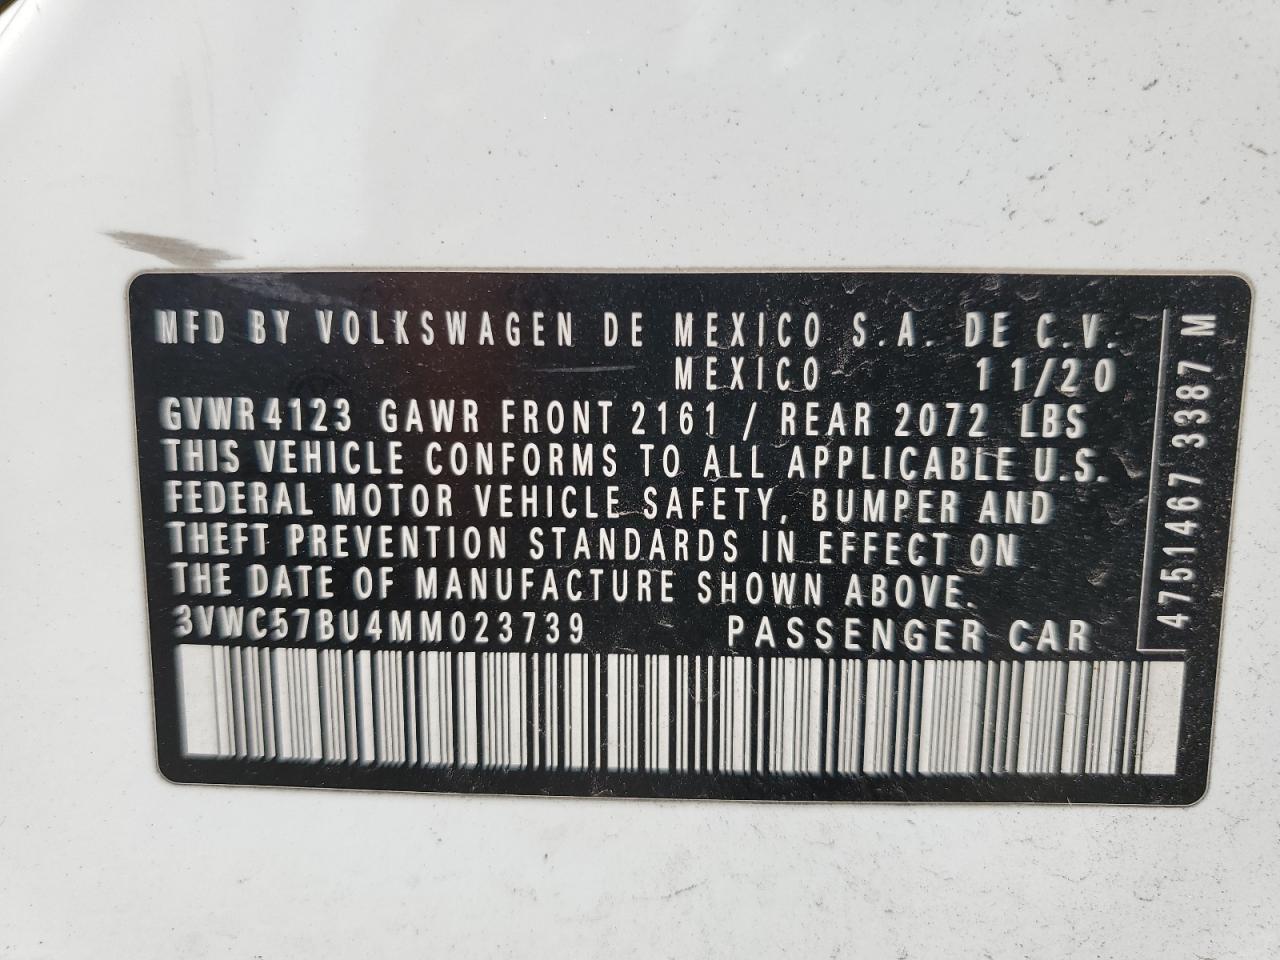 MFD BY VOLKSWAGEN DE MEXICO S.A. DE C.V.
MEXICO 11/20
GVWR 4123 GAWR FRONT 2161 / REAR 2072 LBS
THIS VEHICLE CONFORMS TO ALL APPLICABLE U.S.
FEDERAL MOTOR VEHICLE SAFETY, BUMPER AND
THEFT PREVENTION STANDARDS IN EFFECT ON
THE DATE OF MANUFACTURE SHOWN ABOVE.
3VWC57BU4MM023739 PASSENGER CAR
4751467 3387 M